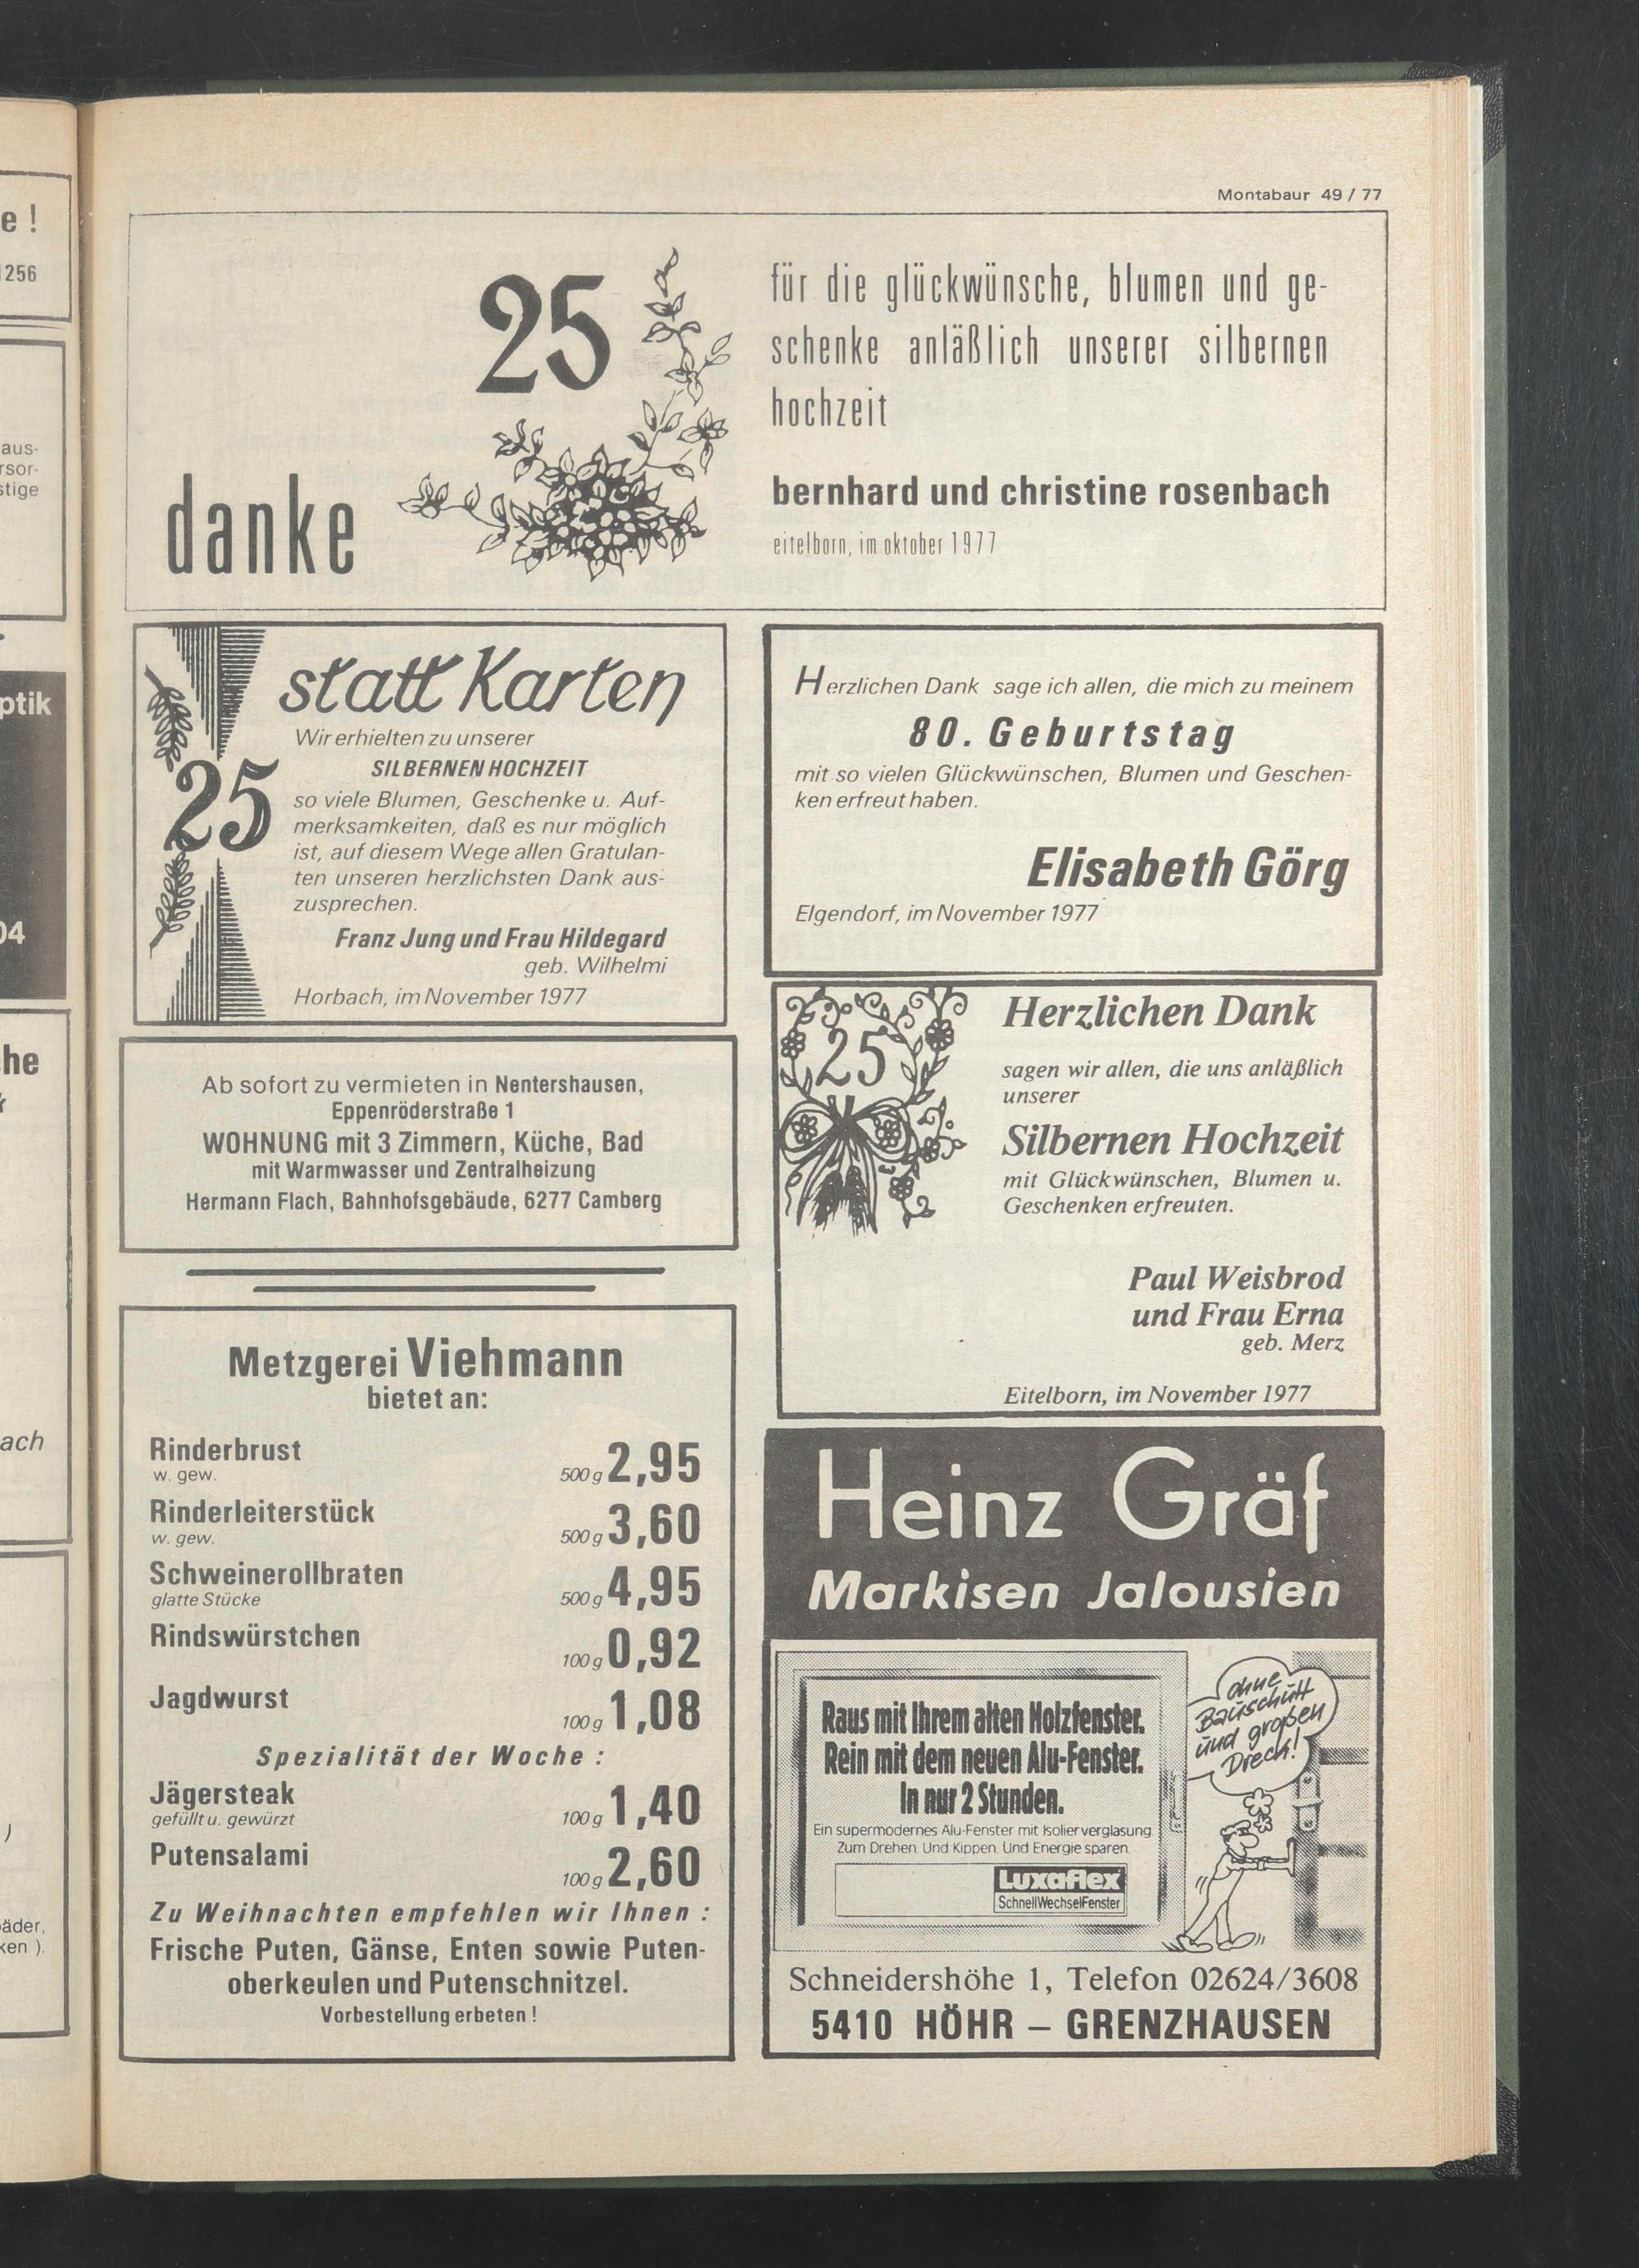 e !
1256
aus-
rsor-
stige
ptik
04
he
ach
)
bäder,
ken ).
Montabaur 49 / 77
25
danke
für die glückwünsche, blumen und ge-
schenke anläßlich unserer silbernen
hochzeit
bernhard und christine rosenbach
eitelborn, im oktober 1977
statt Karten
25
Wir erhielten zu unserer
SILBERNEN HOCHZEIT
so viele Blumen, Geschenke u. Auf-
merksamkeiten, daß es nur möglich
ist, auf diesem Wege allen Gratulan-
ten unseren herzlichsten Dank aus-
zusprechen.
Franz Jung und Frau Hildegard
geb. Wilhelmi
Horbach, im November 1977
Ab sofort zu vermieten in Nentershausen,
Eppenröderstraße 1
WOHNUNG mit 3 Zimmern, Küche, Bad
mit Warmwasser und Zentralheizung
Hermann Flach, Bahnhofsgebäude, 6277 Camberg
Metzgerei Viehmann
bietet an:
Rinderbrust
w. gew. 500 g 2,95
Rinderleiterstück
w. gew. 500 g 3,60
Schweinerollbraten
glatte Stücke 500 g 4,95
Rindswürstchen
100 g 0,92
Jagdwurst
100 g 1,08
Spezialität der Woche :
Jägersteak
gefüllt u. gewürzt 100 g 1,40
Putensalami
100 g 2,60
Zu Weihnachten empfehlen wir Ihnen :
Frische Puten, Gänse, Enten sowie Puten-
oberkeulen und Putenschnitzel.
Vorbestellung erbeten !
Herzlichen Dank sage ich allen, die mich zu meinem
80. Geburtstag
mit so vielen Glückwünschen, Blumen und Geschen-
ken erfreut haben.
Elisabeth Görg
Elgendorf, im November 1977
25
Herzlichen Dank
sagen wir allen, die uns anläßlich
unserer
Silbernen Hochzeit
mit Glückwünschen, Blumen u.
Geschenken erfreuten.
Paul Weisbrod
und Frau Erna
geb. Merz
Eitelborn, im November 1977
Heinz Gräf
Markisen Jalousien
Raus mit Ihrem alten Holzfenster.
Rein mit dem neuen Alu-Fenster.
In nur 2 Stunden.
Ein supermodernes Alu-Fenster mit Isolierverglasung.
Zum Drehen. Und Kippen. Und Energie sparen.
Luxaflex
SchnellWechselFenster
ohne
Bauschutt
und großen
Dreck!
Schneidershöhe 1, Telefon 02624/3608
5410 HÖHR – GRENZHAUSEN